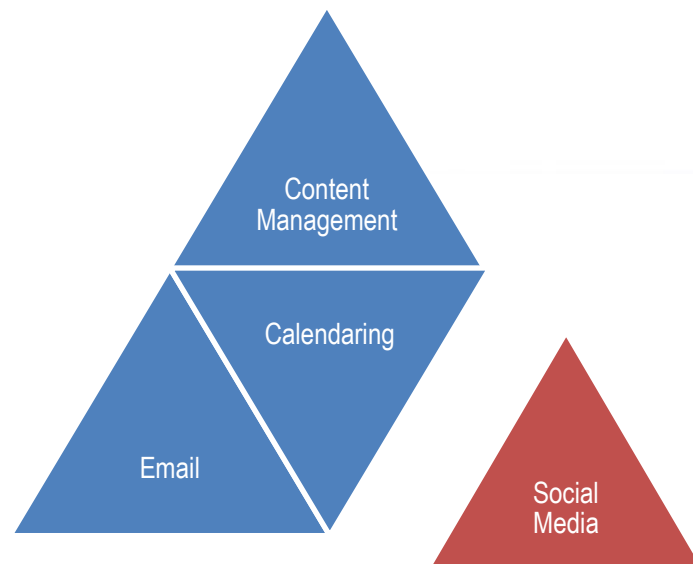 Content
Management
Calendaring
Email
Social
Media